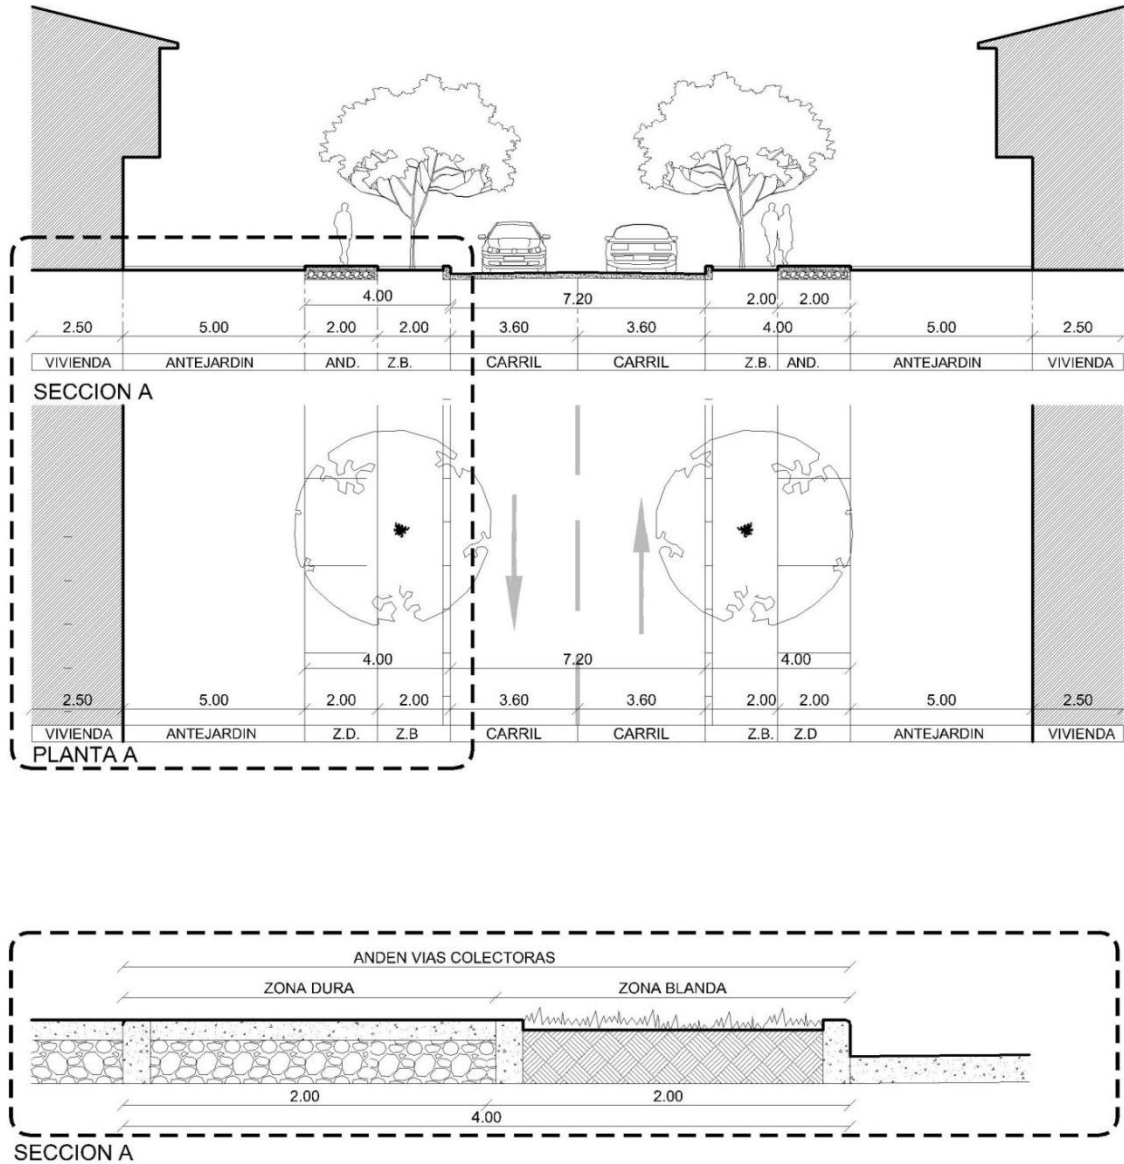 4.00 7.20 2.00 2.00
2.50 5.00 2.00 2.00 3.60 3.60 4.00 5.00 2.50
VIVIENDA ANTEJARDIN AND. Z.B. CARRIL CARRIL Z.B. AND. ANTEJARDIN VIVIENDA
SECCION A
4.00 7.20 4.00
2.50 5.00 2.00 2.00 3.60 3.60 2.00 2.00 5.00 2.50
VIVIENDA ANTEJARDIN Z.D. Z.B CARRIL CARRIL Z.B. Z.D ANTEJARDIN VIVIENDA
PLANTA A
ANDEN VIAS COLECTORAS
ZONA DURA ZONA BLANDA
2.00 2.00
4.00
SECCION A